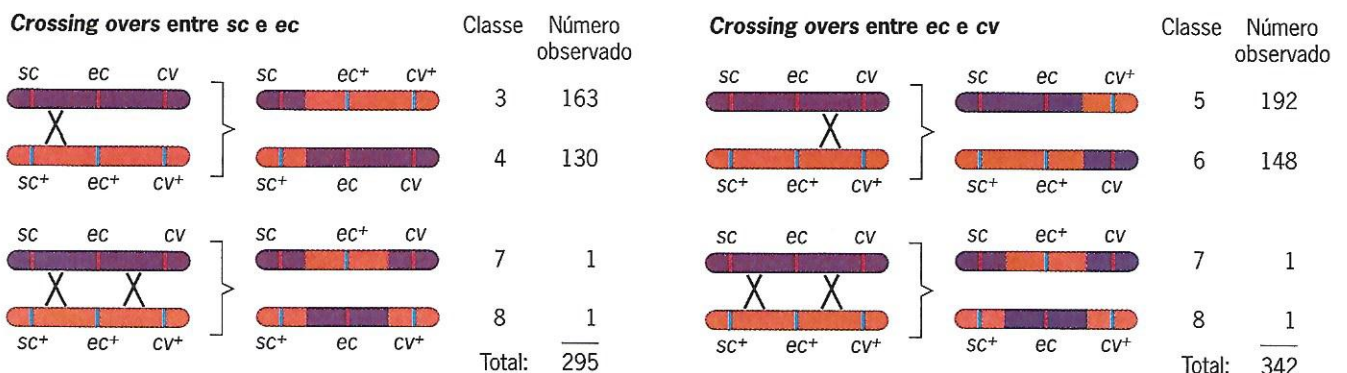 Crossing overs entre sc e ec
Classe Número observado
sc ec cv
sc ec+ cv+
3 163
4 130
sc+ ec+ cv+
sc+ ec cv
sc ec cv
sc ec+ cv
7 1
8 1
sc+ ec+ cv+
sc+ ec cv+
Total: 295
Crossing overs entre ec e cv
Classe Número observado
sc ec cv
sc ec cv+
5 192
6 148
sc+ ec+ cv+
sc+ ec+ cv
sc ec cv
sc ec+ cv
7 1
8 1
sc+ ec+ cv+
sc+ ec cv+
Total: 342